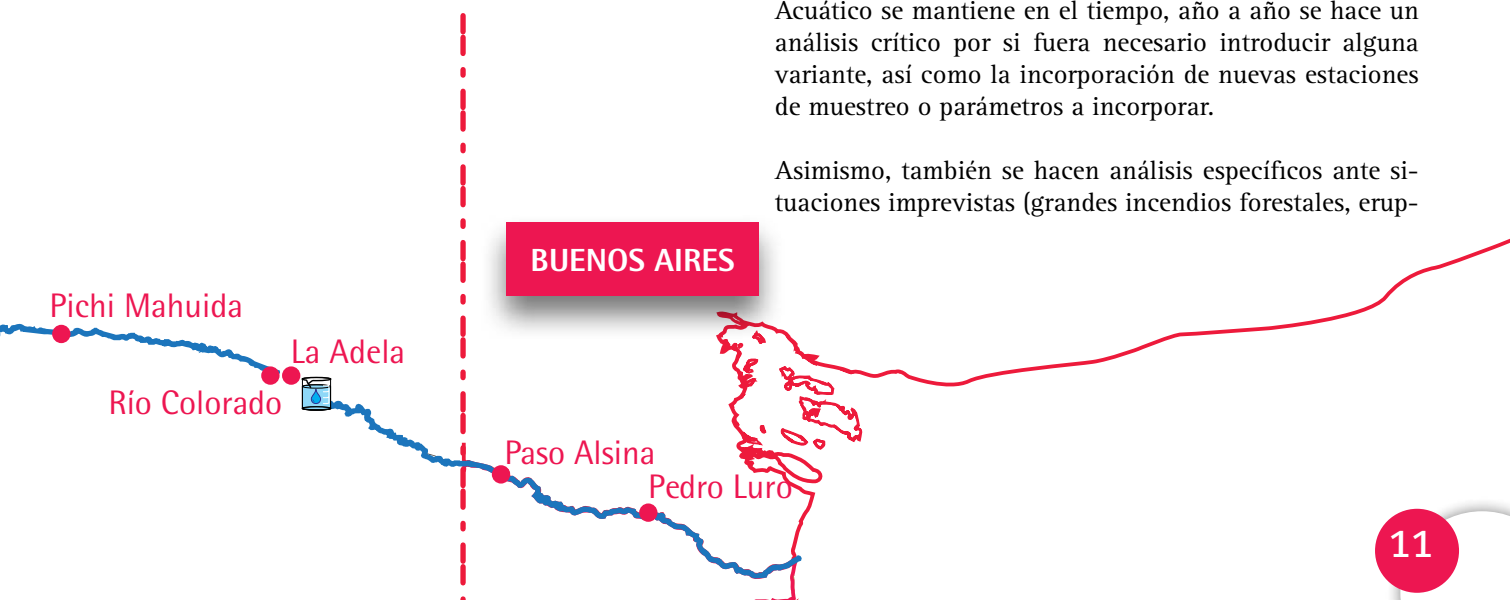 Acuático se mantiene en el tiempo, año a año se hace un
análisis crítico por si fuera necesario introducir alguna
variante, así como la incorporación de nuevas estaciones
de muestreo o parámetros a incorporar.
Asimismo, también se hacen análisis específicos ante si-
tuaciones imprevistas (grandes incendios forestales, erup-
BUENOS AIRES
Pichi Mahuida
La Adela
Río Colorado
Paso Alsina
Pedro Luro
11